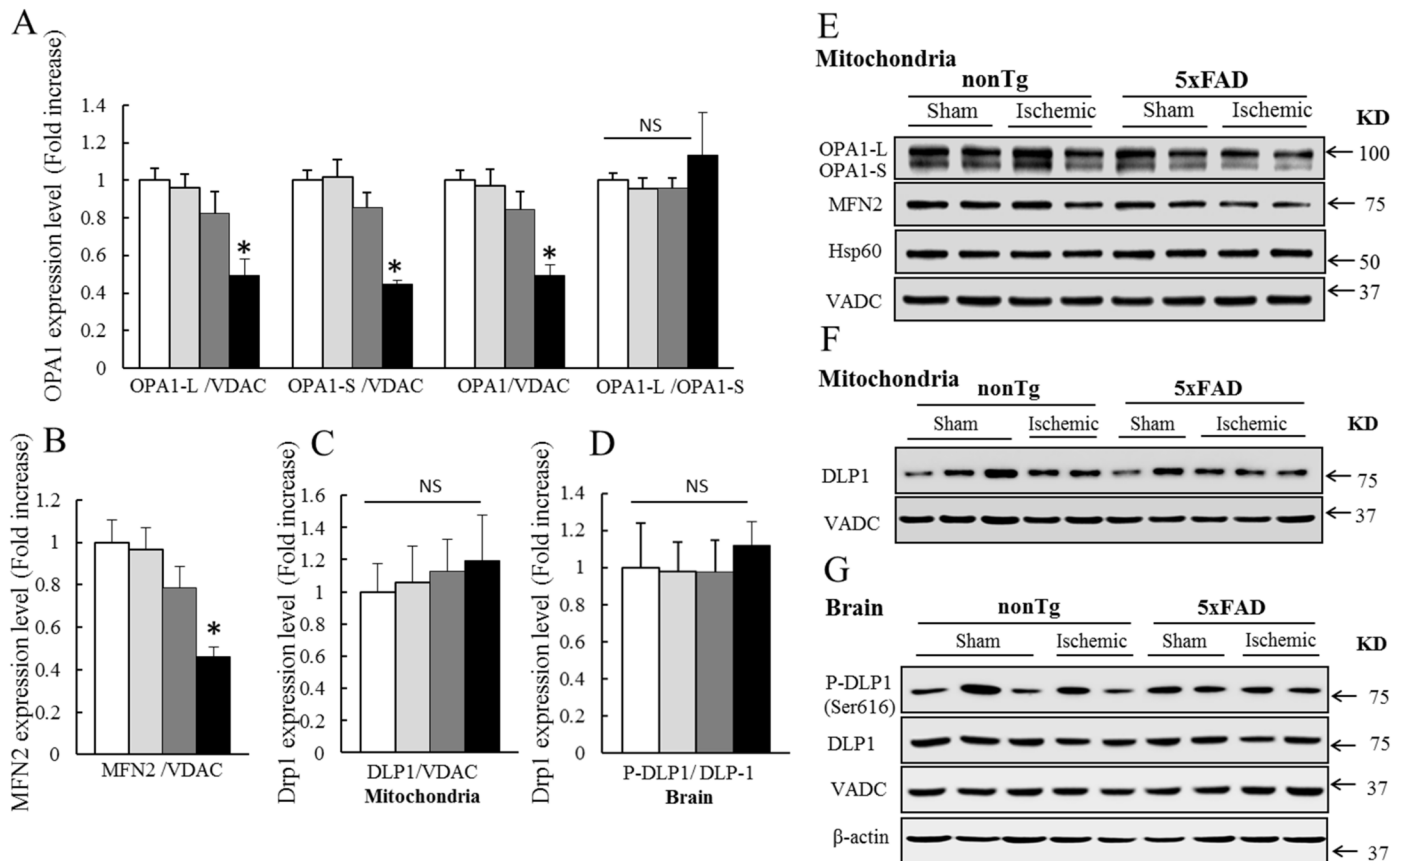 A
OPA1 expression level (Fold increase)
1.4
1.2
1
0.8
0.6
0.4
0.2
0
*
*
*
NS
OPA1-L /VDAC
OPA1-S /VDAC
OPA1/VDAC
OPA1-L /OPA1-S
B
MFN2 expression level (Fold increase)
1.2
1
0.8
0.6
0.4
0.2
0
*
MFN2 /VDAC
C
Drp1 expression level (Fold increase)
1.6
1.4
1.2
1
0.8
0.6
0.4
0.2
0
NS
DLP1/VDAC
Mitochondria
D
Drp1 expression level (Fold increase)
1.4
1.2
1
0.8
0.6
0.4
0.2
0
NS
P-DLP1/ DLP-1
Brain
E
Mitochondria
nonTg 5xFAD
Sham Ischemic Sham Ischemic KD
OPA1-L 100
OPA1-S
MFN2 75
Hsp60 50
VADC 37
F
Mitochondria
nonTg 5xFAD
Sham Ischemic Sham Ischemic KD
DLP1 75
VADC 37
G
Brain nonTg 5xFAD
Sham Ischemic Sham Ischemic KD
P-DLP1 75
(Ser616)
DLP1 75
VADC 37
β-actin 37